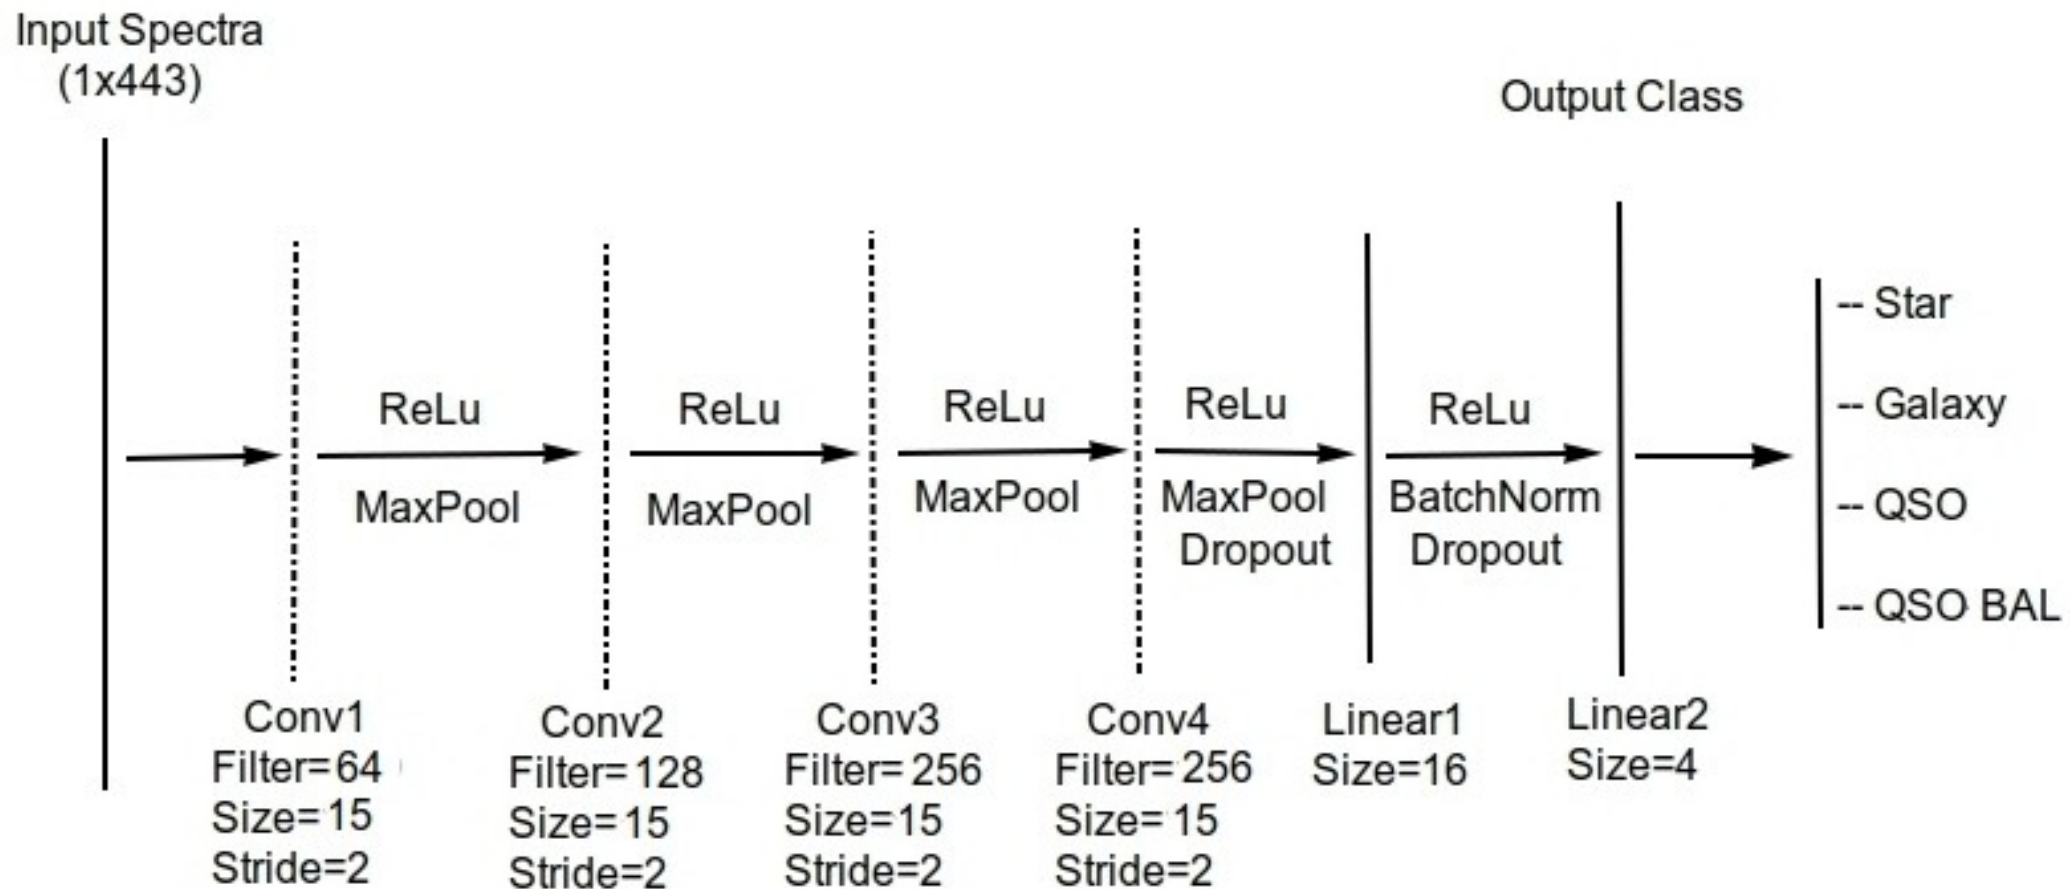 Input Spectra
(1x443)
Output Class
ReLu
MaxPool
ReLu
MaxPool
ReLu
MaxPool
ReLu
MaxPool
Dropout
ReLu
BatchNorm
Dropout
-- Star
-- Galaxy
-- QSO
-- QSO BAL
Conv1
Filter=64
Size=15
Stride=2
Conv2
Filter=128
Size=15
Stride=2
Conv3
Filter=256
Size=15
Stride=2
Conv4
Filter=256
Size=15
Stride=2
Linear1
Size=16
Linear2
Size=4